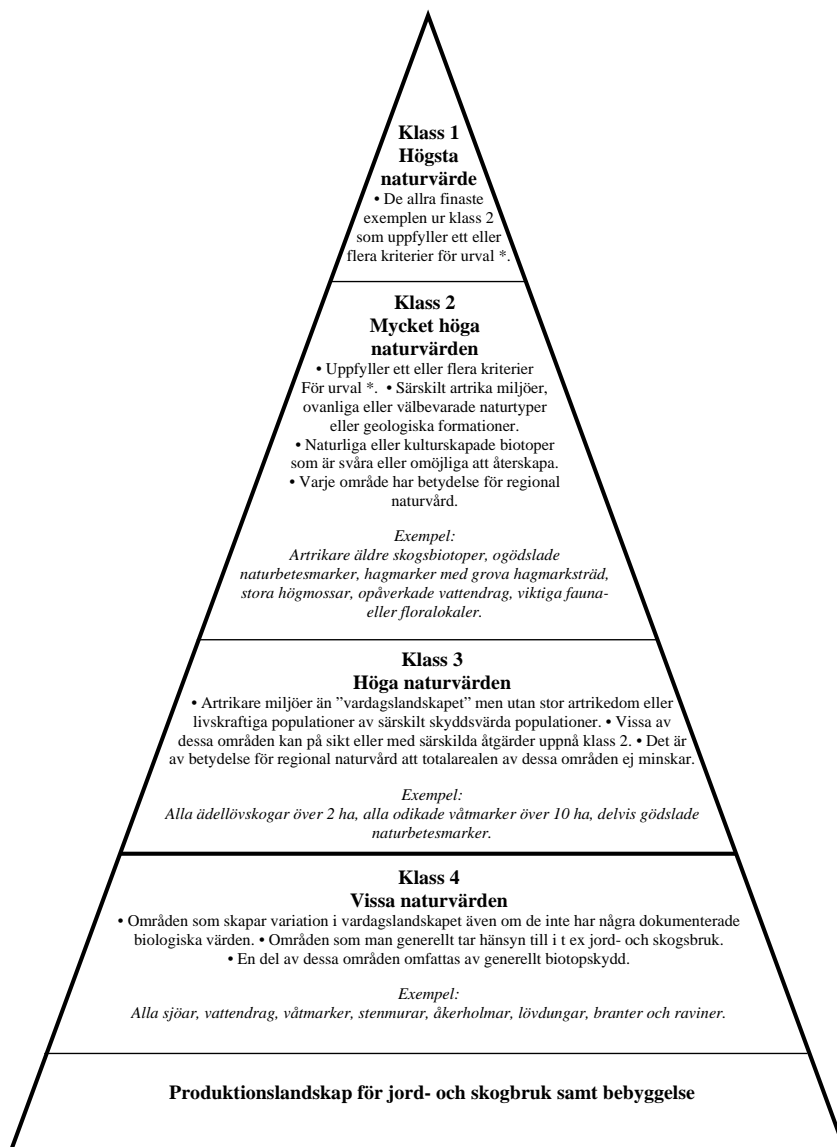 Klass 1
Högsta
naturvärde
• De allra finaste
exemplen ur klass 2
som uppfyller ett eller
flera kriterier för urval *.
Klass 2
Mycket höga
naturvärden
• Uppfyller ett eller flera kriterier
För urval *. • Särskilt artrika miljöer,
ovanliga eller välbevarade naturtyper
eller geologiska formationer.
• Naturliga eller kulturskapade biotoper
som är svåra eller omöjliga att återskapa.
• Varje område har betydelse för regional
naturvård.
Exempel:
Artrikare äldre skogsbiotoper, ogödslade
naturbetesmarker, hagmarker med grova hagmarksträd,
stora högmossar, opåverkade vattendrag, viktiga fauna-
eller floralokaler.
Klass 3
Höga naturvärden
• Artrikare miljöer än ”vardagslandskapet” men utan stor artrikedom eller
livskraftiga populationer av särskilt skyddsvärda populationer. • Vissa av
dessa områden kan på sikt eller med särskilda åtgärder uppnå klass 2. • Det är
av betydelse för regional naturvård att totalarealen av dessa områden ej minskar.
Exempel:
Alla ädellövskogar över 2 ha, alla odikade våtmarker över 10 ha, delvis gödslade
naturbetesmarker.
Klass 4
Vissa naturvärden
• Områden som skapar variation i vardagslandskapet även om de inte har några dokumenterade
biologiska värden. • Områden som man generellt tar hänsyn till i t ex jord- och skogsbruk.
• En del av dessa områden omfattas av generellt biotopskydd.
Exempel:
Alla sjöar, vattendrag, våtmarker, stenmurar, åkerholmar, lövdungar, branter och raviner.
Produktionslandskap för jord- och skogbruk samt bebyggelse